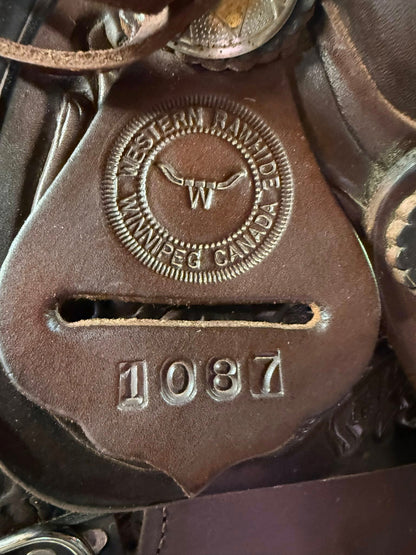 WESTERN RAWHIDE
W
WINNIPEG CANADA
1087